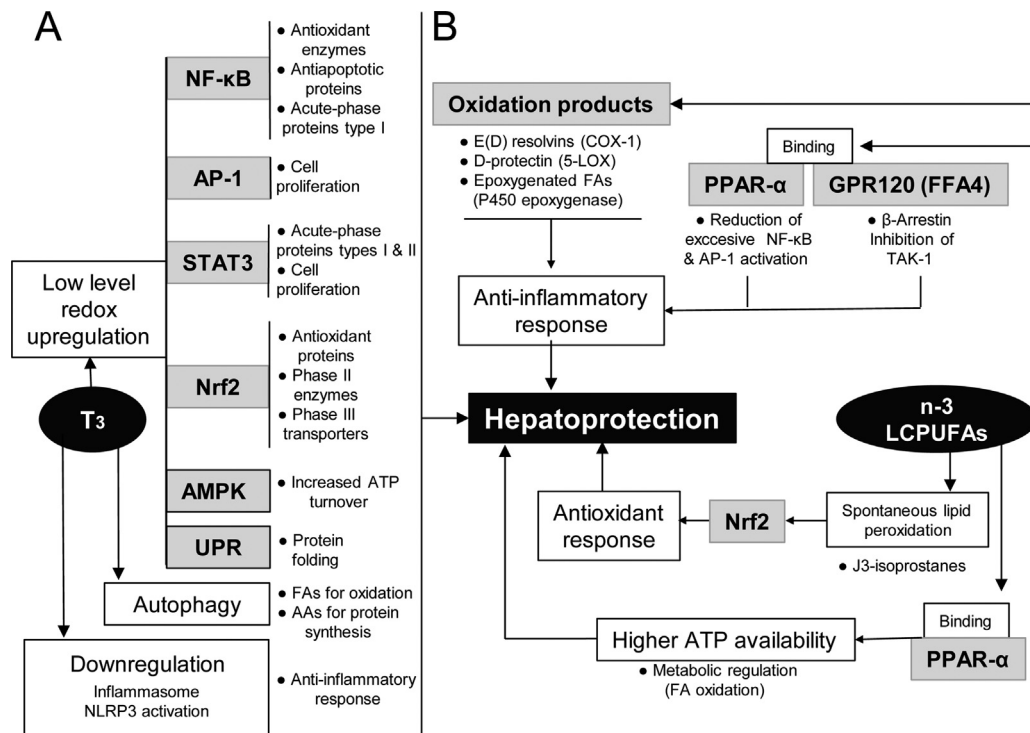 A
NF-κB
● Antioxidant
enzymes
● Antiapoptotic
proteins
● Acute-phase
proteins type I
AP-1
● Cell
proliferation
STAT3
● Acute-phase
proteins types I & II
● Cell
proliferation
Low level
redox
upregulation
Nrf2
● Antioxidant
proteins
● Phase II
enzymes
● Phase III
transporters
T3
AMPK
● Increased ATP
turnover
UPR
● Protein
folding
Autophagy
● FAs for oxidation
● AAs for protein
synthesis
Downregulation
Inflammasome
NLRP3 activation
● Anti-inflammatory
response
B
Oxidation products
● E(D) resolvins (COX-1)
● D-protectin (5-LOX)
● Epoxygenated FAs
(P450 epoxygenase)
Binding
PPAR-α
GPR120 (FFA4)
● Reduction of
exccesive NF-κB
& AP-1 activation
● β-Arrestin
Inhibition of
TAK-1
Anti-inflammatory
response
Hepatoprotection
n-3
LCPUFAs
Antioxidant
response
Nrf2
Spontaneous lipid
peroxidation
● J3-isoprostanes
Higher ATP availability
● Metabolic regulation
(FA oxidation)
Binding
PPAR-α